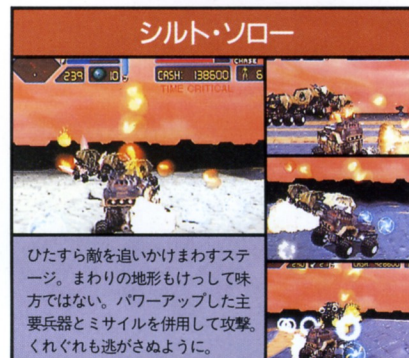 シルト・ソロー
CHASE
239 10 CASH: 138600 6
TIME CRITICAL
ひたすら敵を追いかけまわすステ
ージ。まわりの地形もけっして味
方ではない。パワーアップした主
要兵器とミサイルを併用して攻撃。
くれぐれも逃がさぬように。